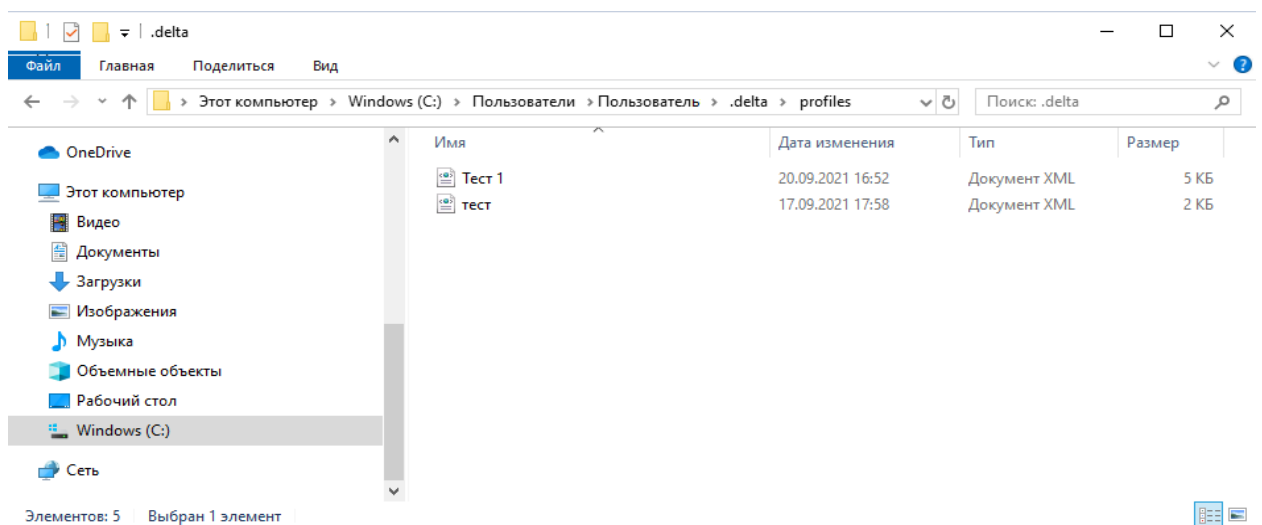 .delta
Файл Главная Поделиться Вид
Этот компьютер Windows (C:) Пользователи Пользователь .delta profiles Поиск: .delta
Имя Дата изменения Тип Размер
OneDrive
Этот компьютер
Видео
Документы
Загрузки
Изображения
Музыка
Объемные объекты
Рабочий стол
Windows (C:)
Сеть
Тест 1 20.09.2021 16:52 Документ XML 5 КБ
тест 17.09.2021 17:58 Документ XML 2 КБ
Элементов: 5 Выбран 1 элемент